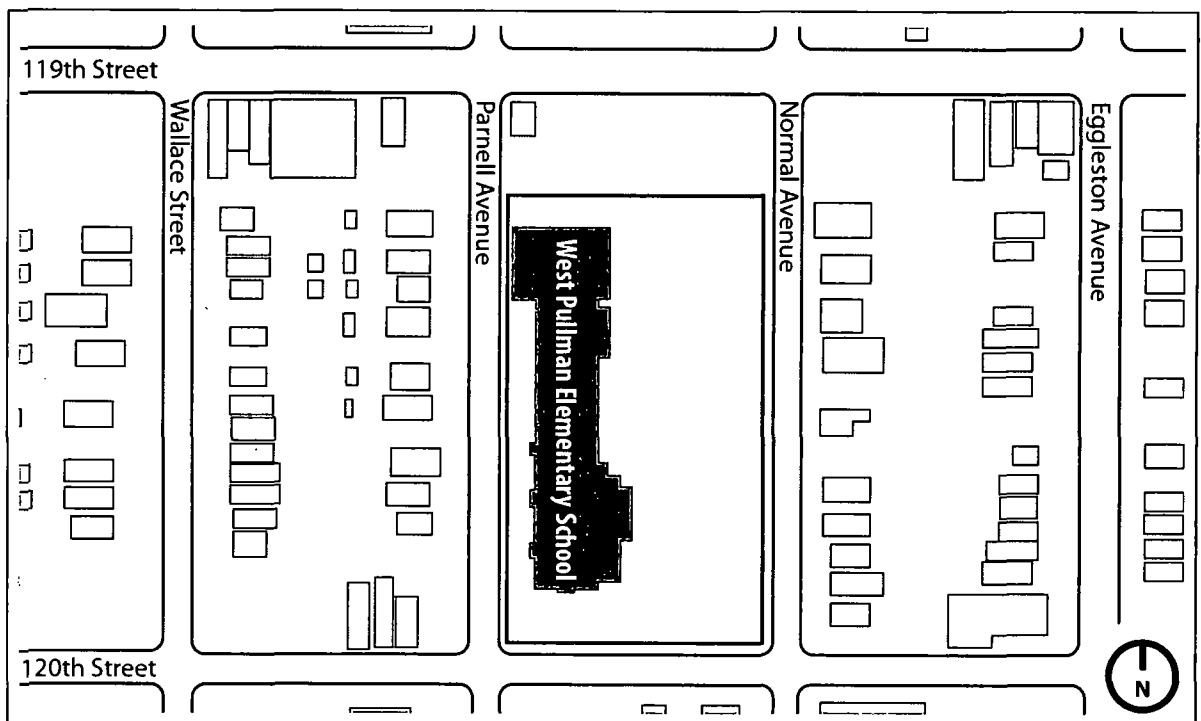 119th Street
Wallace Street
Parnell Avenue
Normal Avenue
Eggleston Avenue
West Pullman Elementary School
120th Street
N